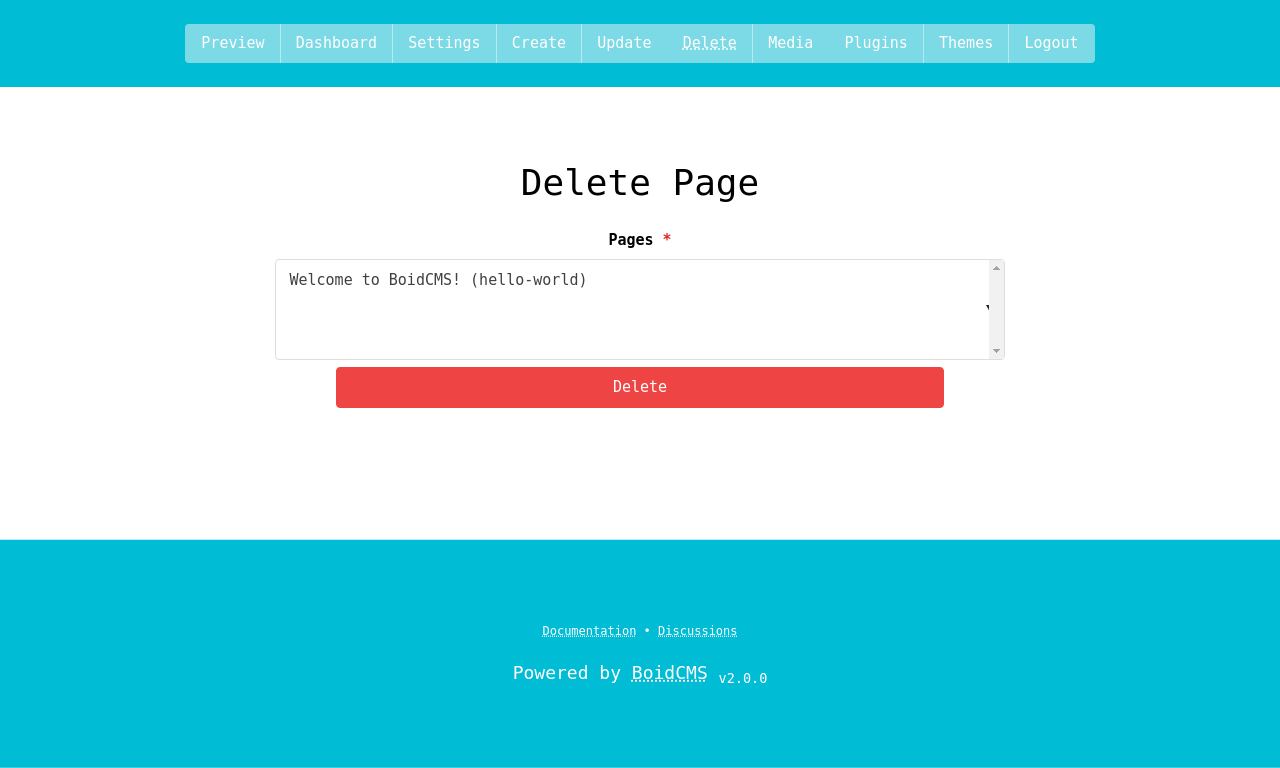 Preview Dashboard Settings Create Update Delete Media Plugins Themes Logout
Delete Page
Pages *
Welcome to BoidCMS! (hello-world)
Delete
Documentation • Discussions
Powered by BoidCMS v2.0.0